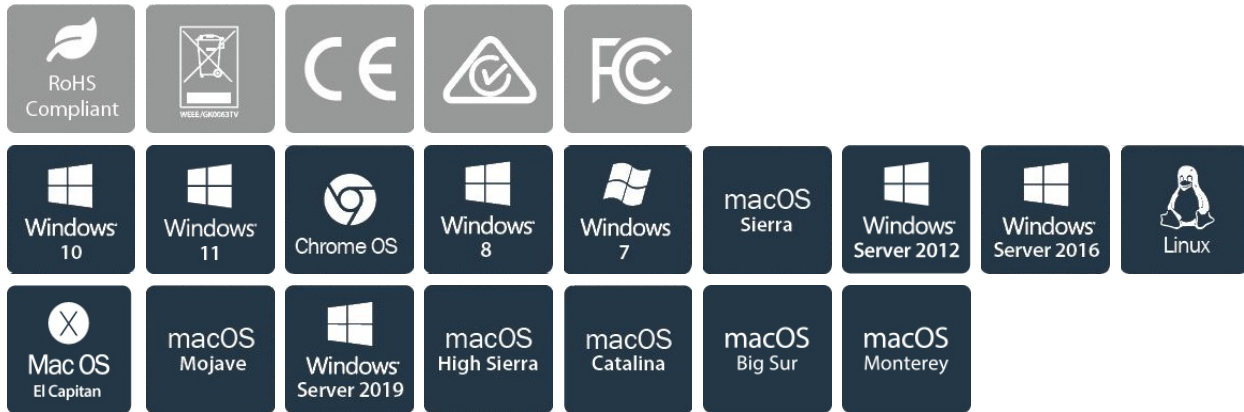 RoHS
Compliant
WEEE/GK0083TV
CE
FC
Windows
10
Windows
11
Chrome OS
Windows
8
Windows
7
macOS
Sierra
Windows
Server 2012
Windows
Server 2016
Linux
X
Mac OS
El Capitan
macOS
Mojave
Windows
Server 2019
macOS
High Sierra
macOS
Catalina
macOS
Big Sur
macOS
Monterey